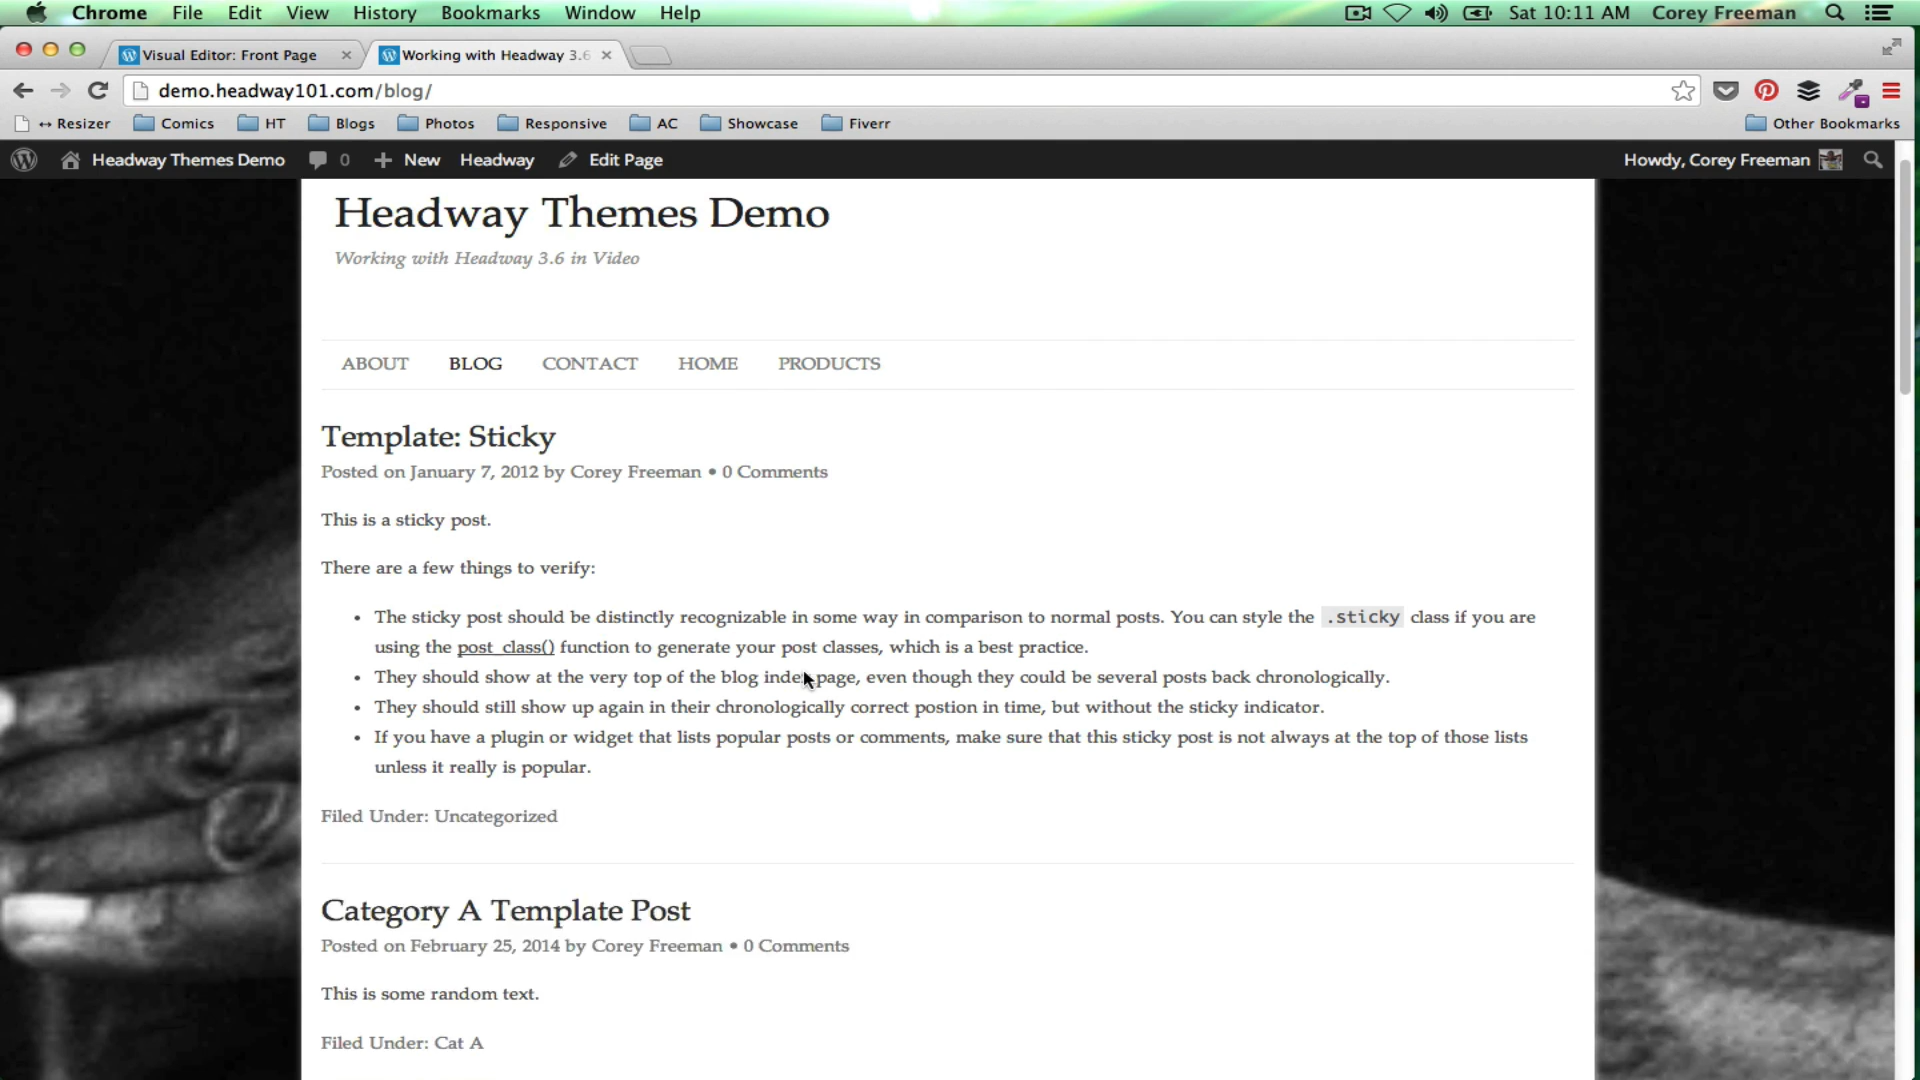 Chrome File Edit View History Bookmarks Window Help Sat 10:11 AM Corey Freeman
Visual Editor: Front Page Working with Headway 3.6
demo.headway101.com/blog/
↔ Resizer Comics HT Blogs Photos Responsive AC Showcase Fiverr Other Bookmarks
Headway Themes Demo 0 + New Headway Edit Page Howdy, Corey Freeman
Headway Themes Demo
Working with Headway 3.6 in Video
ABOUT BLOG CONTACT HOME PRODUCTS
Template: Sticky
Posted on January 7, 2012 by Corey Freeman • 0 Comments
This is a sticky post.
There are a few things to verify:
• The sticky post should be distinctly recognizable in some way in comparison to normal posts. You can style the .sticky class if you are
using the post_class() function to generate your post classes, which is a best practice.
• They should show at the very top of the blog index page, even though they could be several posts back chronologically.
• They should still show up again in their chronologically correct postion in time, but without the sticky indicator.
• If you have a plugin or widget that lists popular posts or comments, make sure that this sticky post is not always at the top of those lists
unless it really is popular.
Filed Under: Uncategorized
Category A Template Post
Posted on February 25, 2014 by Corey Freeman • 0 Comments
This is some random text.
Filed Under: Cat A